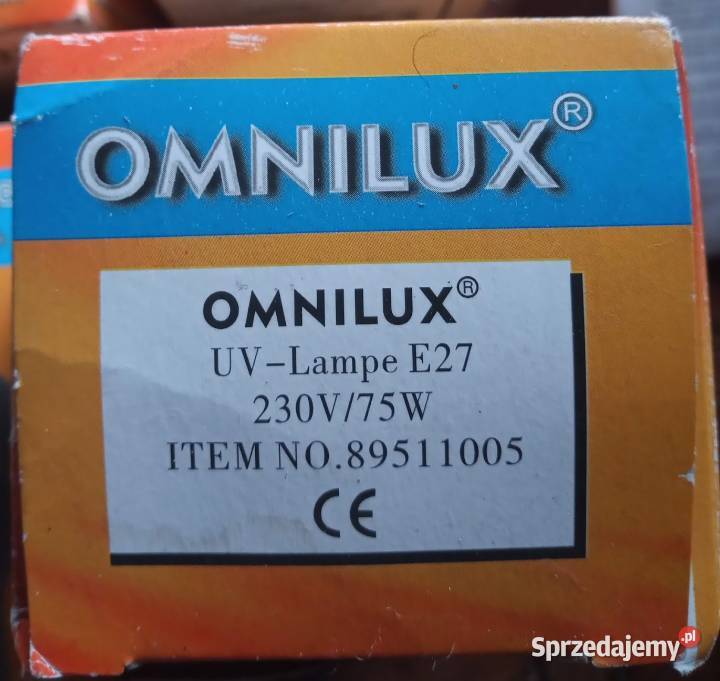 OMNILUX®
OMNILUX®
UV-Lampe E27
230V/75W
ITEM NO.89511005
CE
Sprzedajemy.pl